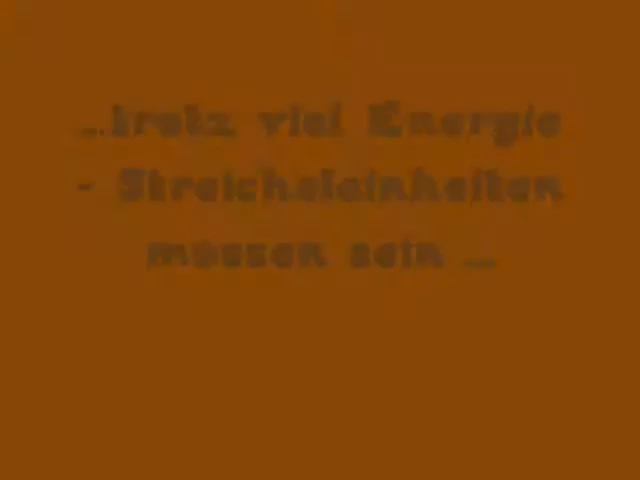 ...trotz viel Energie
- Streicheleinheiten
müssen sein ...